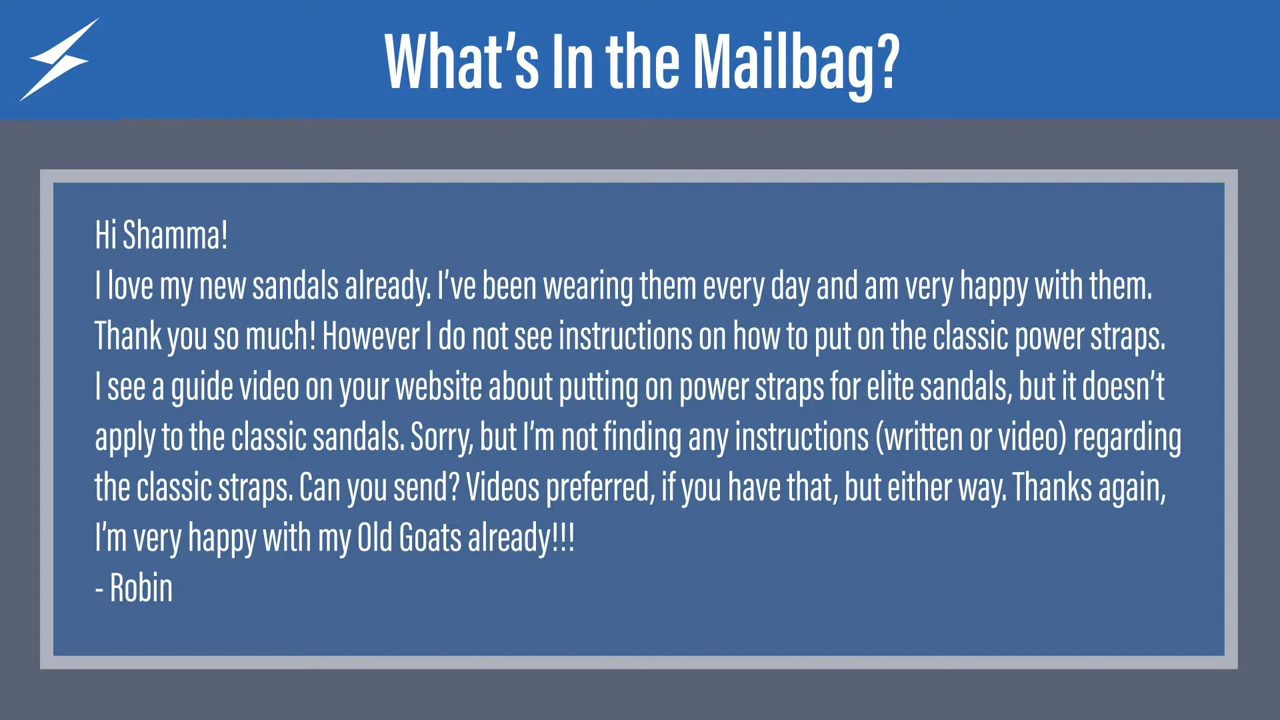 What's In the Mailbag?
Hi Shamma!
I love my new sandals already. I've been wearing them every day and am very happy with them.
Thank you so much! However I do not see instructions on how to put on the classic power straps.
I see a guide video on your website about putting on power straps for elite sandals, but it doesn't
apply to the classic sandals. Sorry, but I'm not finding any instructions (written or video) regarding
the classic straps. Can you send? Videos preferred, if you have that, but either way. Thanks again,
I'm very happy with my Old Goats already!!!
- Robin